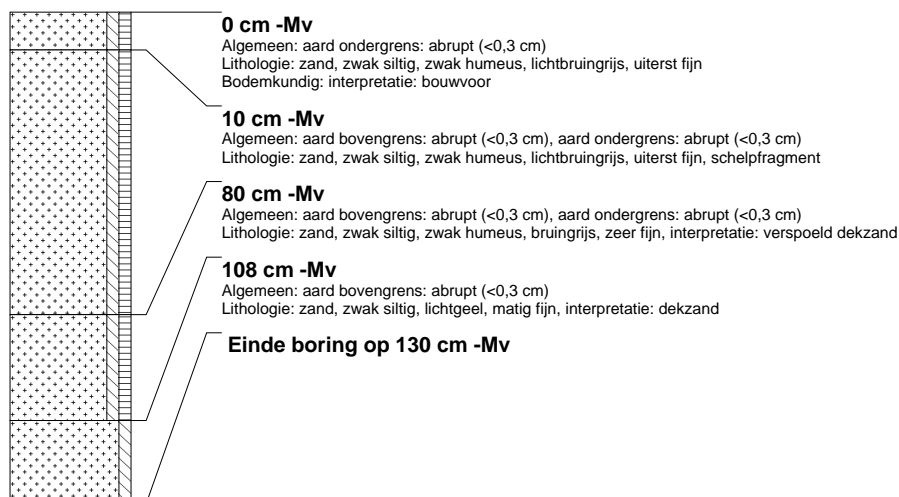 0 cm -Mv
Algemeen: aard ondergrens: abrupt (<0,3 cm)
Lithologie: zand, zwak siltig, zwak humeus, lichtbruingrijs, uiterst fijn
Bodemkundig: interpretatie: bouwvoor
10 cm -Mv
Algemeen: aard bovengrens: abrupt (<0,3 cm), aard ondergrens: abrupt (<0,3 cm)
Lithologie: zand, zwak siltig, zwak humeus, lichtbruingrijs, uiterst fijn, schelpfragment
80 cm -Mv
Algemeen: aard bovengrens: abrupt (<0,3 cm), aard ondergrens: abrupt (<0,3 cm)
Lithologie: zand, zwak siltig, zwak humeus, bruingrijs, zeer fijn, interpretatie: verspoeld dekzand
108 cm -Mv
Algemeen: aard bovengrens: abrupt (<0,3 cm)
Lithologie: zand, zwak siltig, lichtgeel, matig fijn, interpretatie: dekzand
Einde boring op 130 cm -Mv